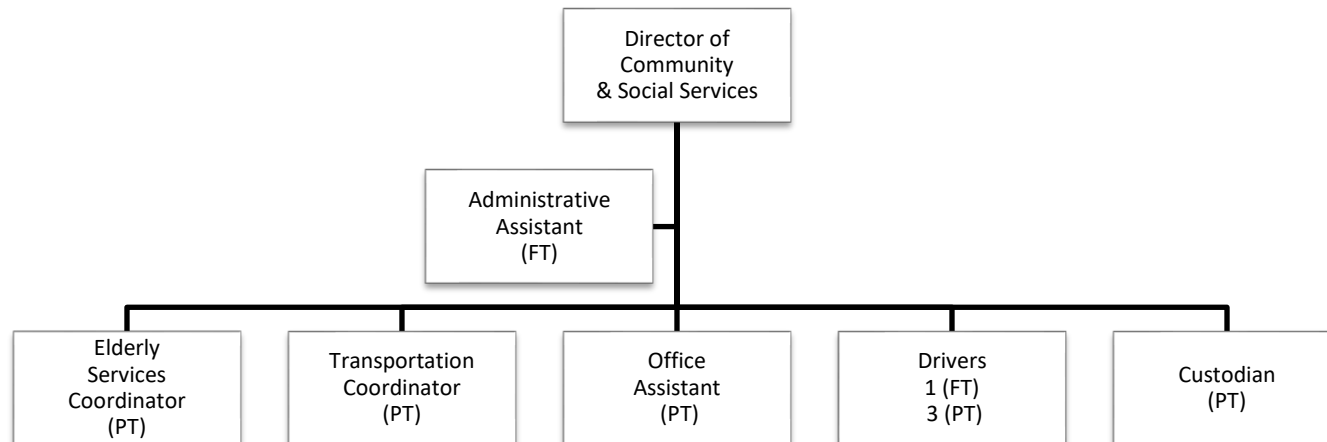 Director of
Community
& Social Services
Administrative
Assistant
(FT)
Elderly
Services
Coordinator
(PT)
Transportation
Coordinator
(PT)
Office
Assistant
(PT)
Drivers
1 (FT)
3 (PT)
Custodian
(PT)